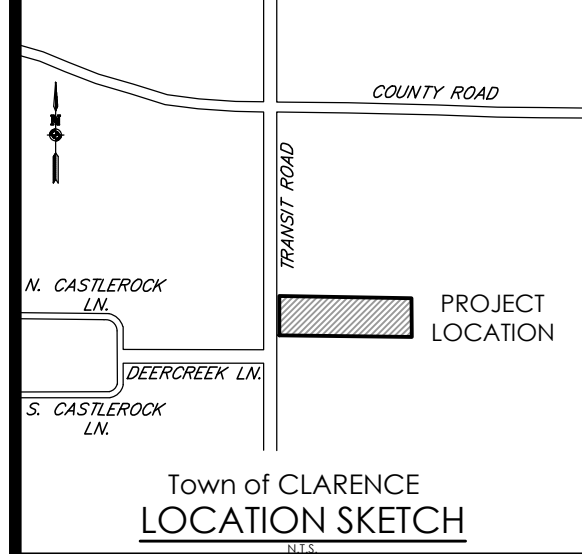 COUNTY ROAD
N
TRANSIT ROAD
N. CASTLEROCK
LN.
PROJECT
LOCATION
DEERCREEK LN.
S. CASTLEROCK
LN.
Town of CLARENCE
LOCATION SKETCH
N.T.S.